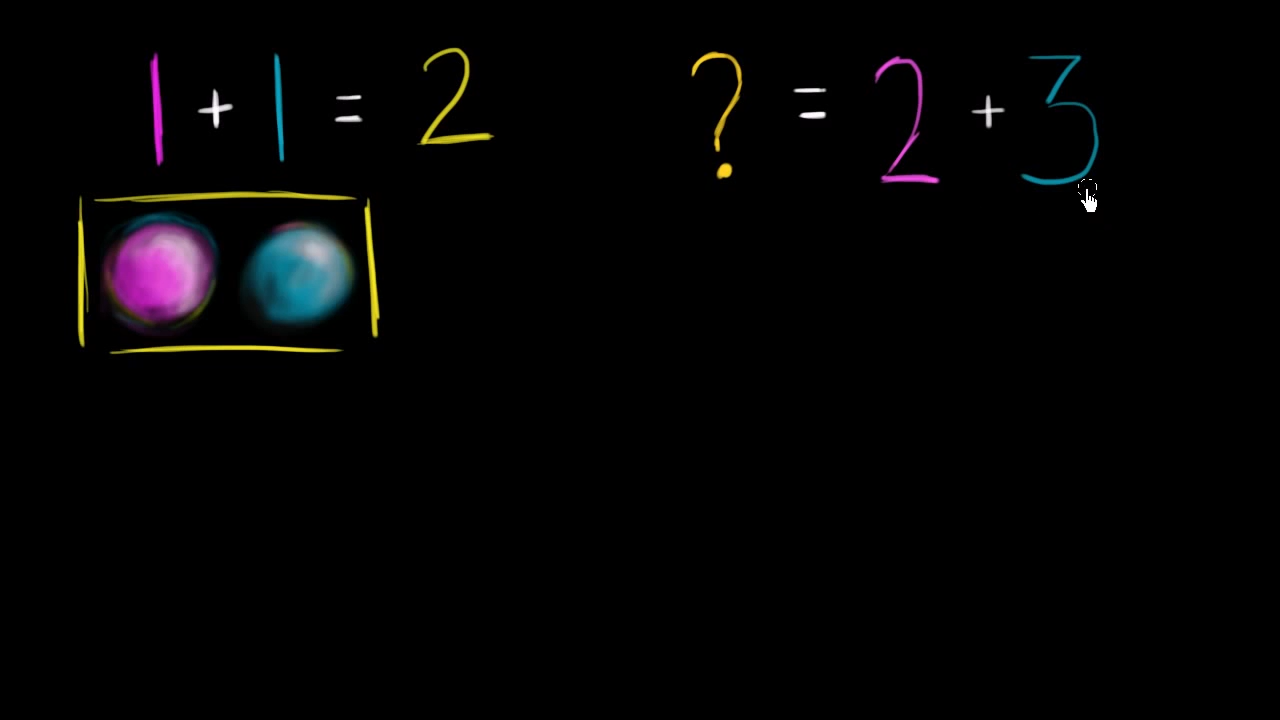 1 + 1 = 2
? = 2 + 3